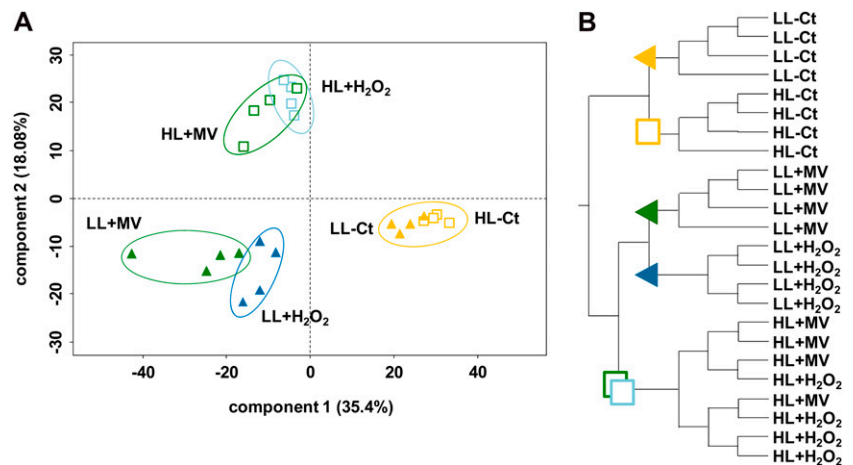 A
30
20
10
0
-10
-20
-30
component 2 (18.08%)
HL+H₂O₂
HL+MV
LL+MV
LL-Ct
HL-Ct
LL+H₂O₂
-40
-20
0
20
40
component 1 (35.4%)
B
LL-Ct
LL-Ct
LL-Ct
LL-Ct
HL-Ct
HL-Ct
HL-Ct
HL-Ct
LL+MV
LL+MV
LL+MV
LL+MV
LL+H₂O₂
LL+H₂O₂
LL+H₂O₂
LL+H₂O₂
HL+MV
HL+MV
HL+MV
HL+H₂O₂
HL+MV
HL+H₂O₂
HL+H₂O₂
HL+H₂O₂